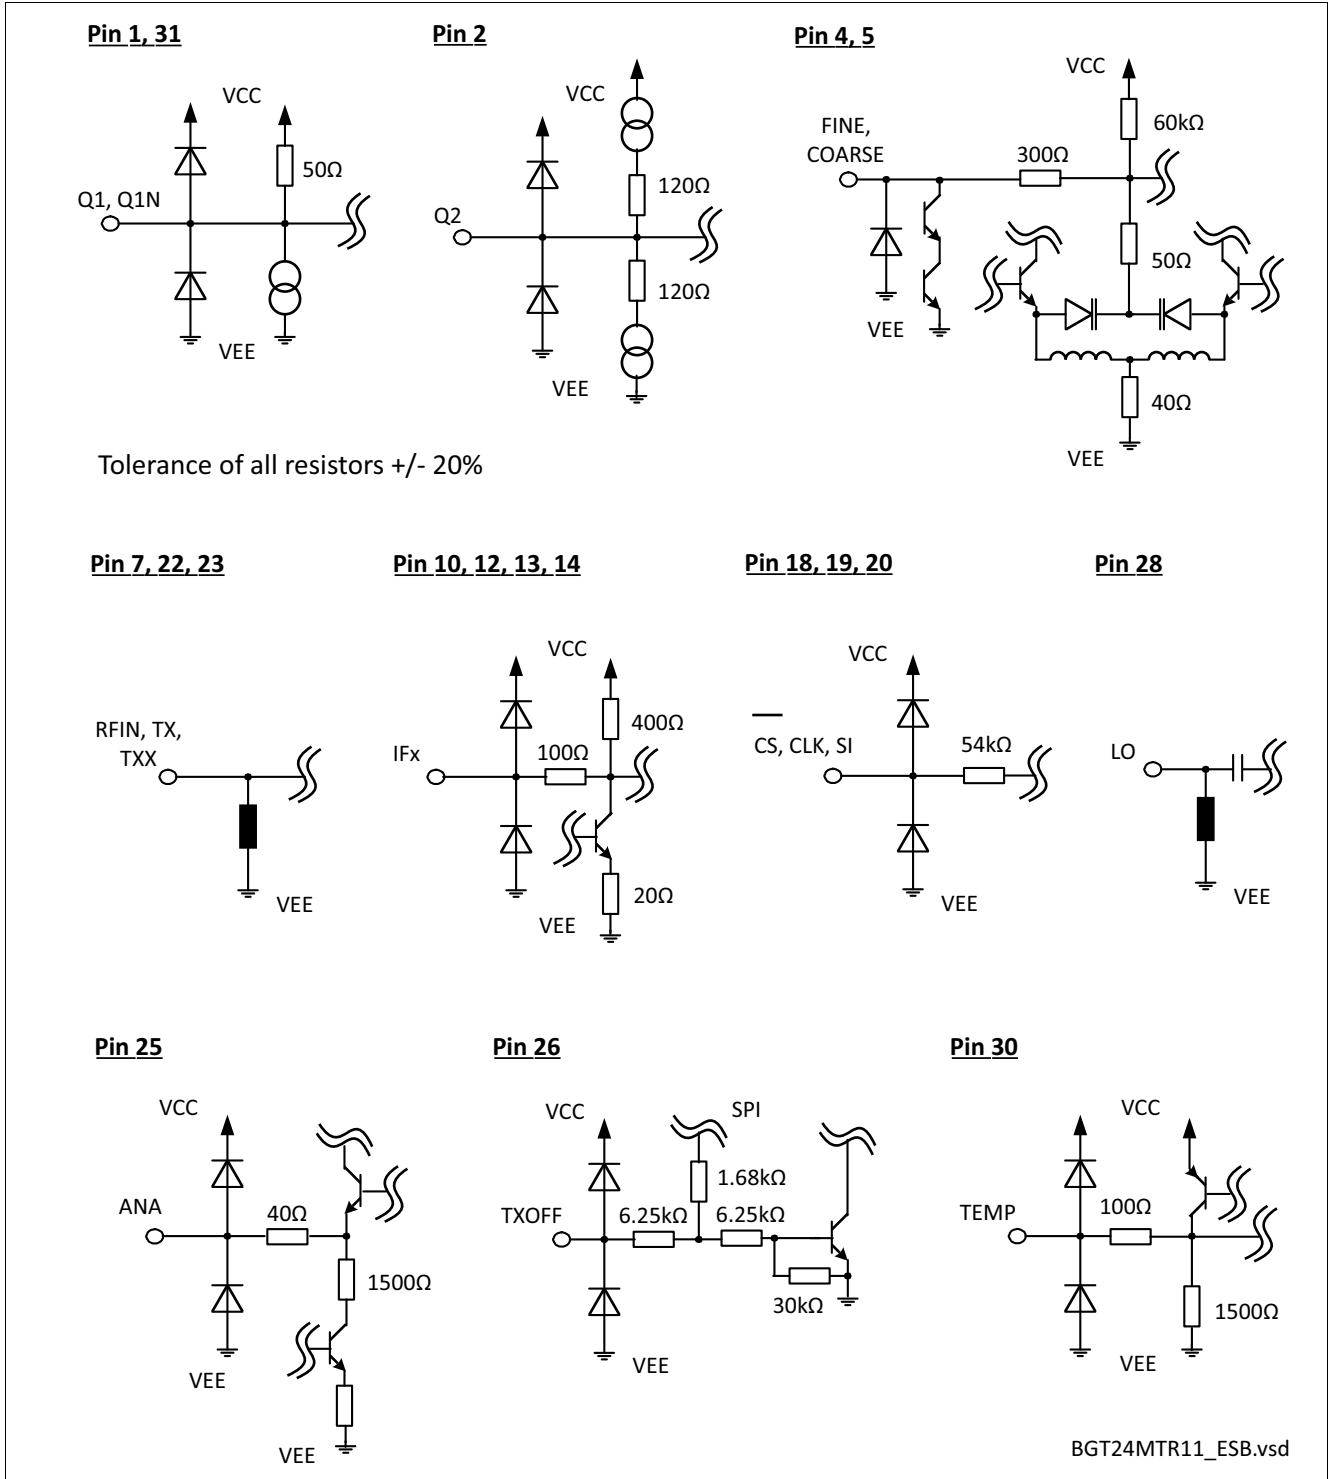 Pin 1, 31
Pin 2
Pin 4, 5
VCC
50Ω
Q1, Q1N
VEE
VCC
120Ω
Q2
120Ω
VEE
VCC
FINE,
COARSE
60kΩ
300Ω
50Ω
VEE
40Ω
VEE
Tolerance of all resistors +/- 20%
Pin 7, 22, 23
Pin 10, 12, 13, 14
Pin 18, 19, 20
Pin 28
RFIN, TX,
TXX
VEE
VCC
400Ω
100Ω
IFx
20Ω
VEE
VCC
CS, CLK, SI
54kΩ
VEE
LO
VEE
Pin 25
Pin 26
Pin 30
VCC
ANA
40Ω
1500Ω
VEE
VEE
VCC
SPI
1.68kΩ
TXOFF
6.25kΩ
6.25kΩ
30kΩ
VEE
VCC
TEMP
100Ω
1500Ω
VEE
BGT24MTR11_ESB.vsd